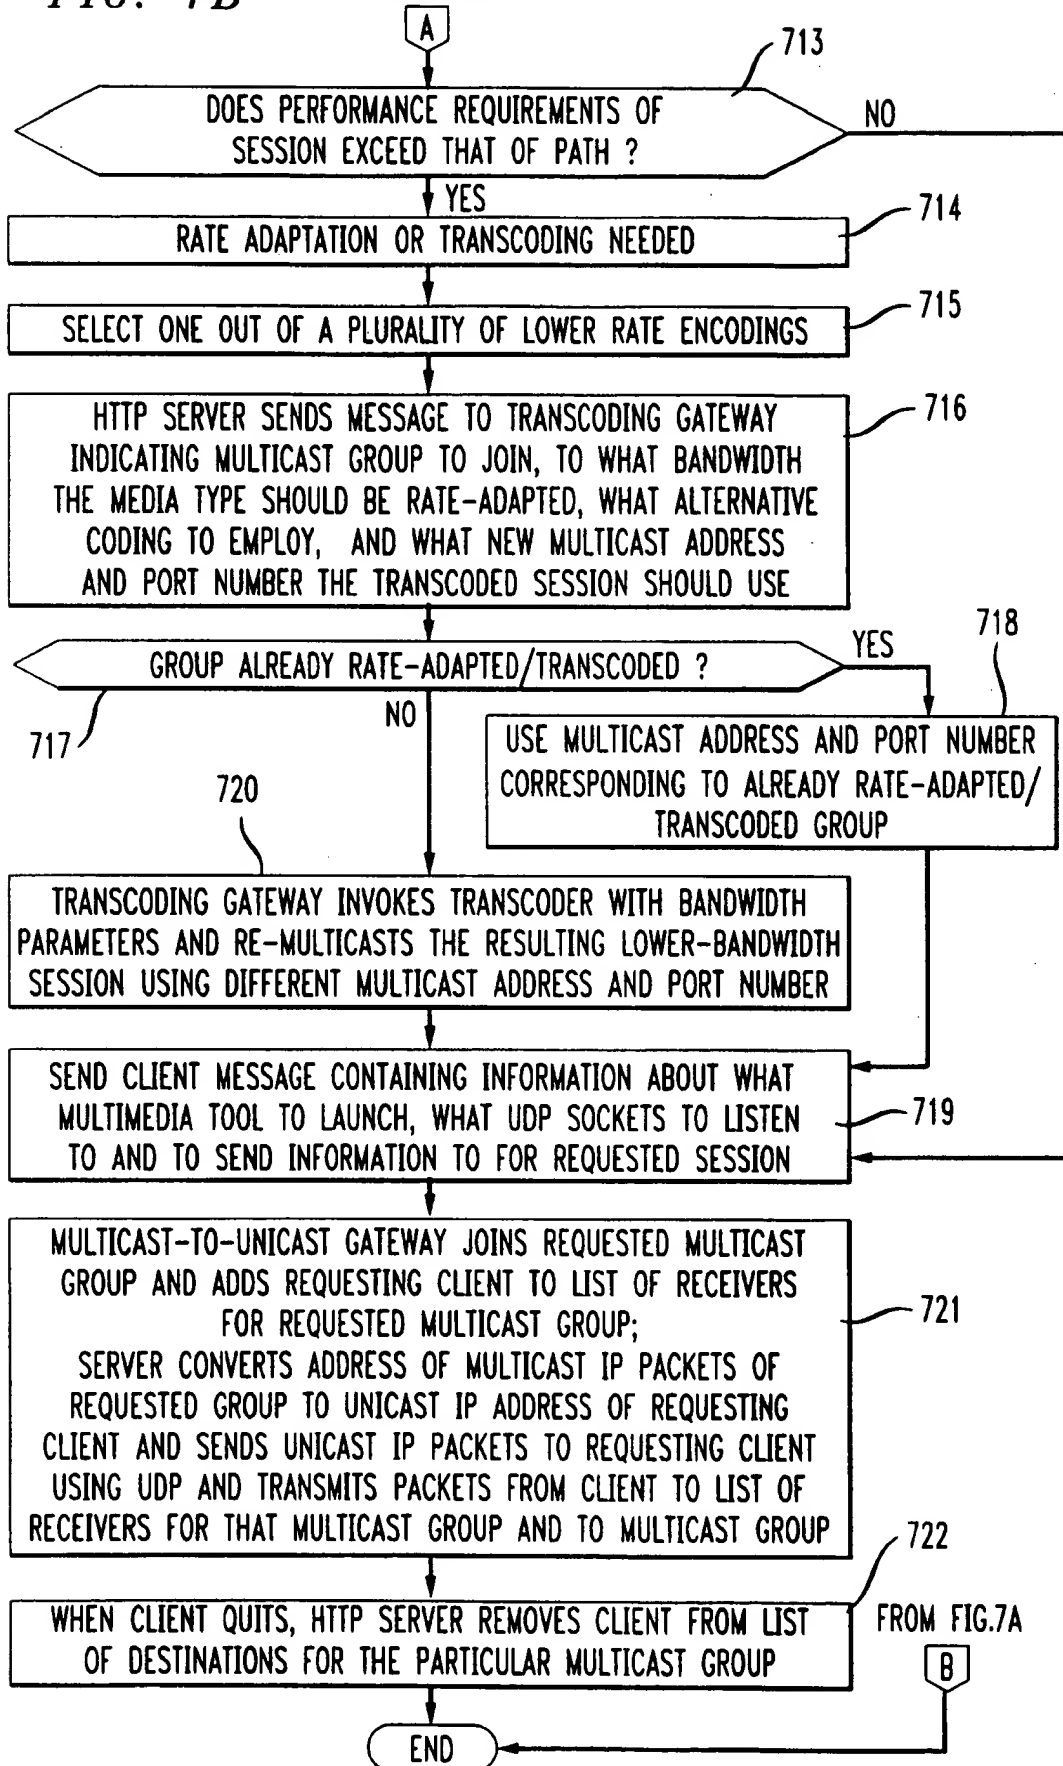 FIG. 7B
A
713
DOES PERFORMANCE REQUIREMENTS OF
SESSION EXCEED THAT OF PATH ?
NO
YES
714
RATE ADAPTATION OR TRANSCODING NEEDED
715
SELECT ONE OUT OF A PLURALITY OF LOWER RATE ENCODINGS
716
HTTP SERVER SENDS MESSAGE TO TRANSCODING GATEWAY
INDICATING MULTICAST GROUP TO JOIN, TO WHAT BANDWIDTH
THE MEDIA TYPE SHOULD BE RATE-ADAPTED, WHAT ALTERNATIVE
CODING TO EMPLOY, AND WHAT NEW MULTICAST ADDRESS
AND PORT NUMBER THE TRANSCODED SESSION SHOULD USE
718
GROUP ALREADY RATE-ADAPTED/TRANSCODED ?
YES
NO
717
USE MULTICAST ADDRESS AND PORT NUMBER
CORRESPONDING TO ALREADY RATE-ADAPTED/
TRANSCODED GROUP
720
TRANSCODING GATEWAY INVOKES TRANSCODER WITH BANDWIDTH
PARAMETERS AND RE-MULTICASTS THE RESULTING LOWER-BANDWIDTH
SESSION USING DIFFERENT MULTICAST ADDRESS AND PORT NUMBER
SEND CLIENT MESSAGE CONTAINING INFORMATION ABOUT WHAT
MULTIMEDIA TOOL TO LAUNCH, WHAT UDP SOCKETS TO LISTEN
TO AND TO SEND INFORMATION TO FOR REQUESTED SESSION
719
MULTICAST-TO-UNICAST GATEWAY JOINS REQUESTED MULTICAST
GROUP AND ADDS REQUESTING CLIENT TO LIST OF RECEIVERS
FOR REQUESTED MULTICAST GROUP;
SERVER CONVERTS ADDRESS OF MULTICAST IP PACKETS OF
REQUESTED GROUP TO UNICAST IP ADDRESS OF REQUESTING
CLIENT AND SENDS UNICAST IP PACKETS TO REQUESTING CLIENT
USING UDP AND TRANSMITS PACKETS FROM CLIENT TO LIST OF
RECEIVERS FOR THAT MULTICAST GROUP AND TO MULTICAST GROUP
721
722
WHEN CLIENT QUITS, HTTP SERVER REMOVES CLIENT FROM LIST
OF DESTINATIONS FOR THE PARTICULAR MULTICAST GROUP
FROM FIG.7A
B
END